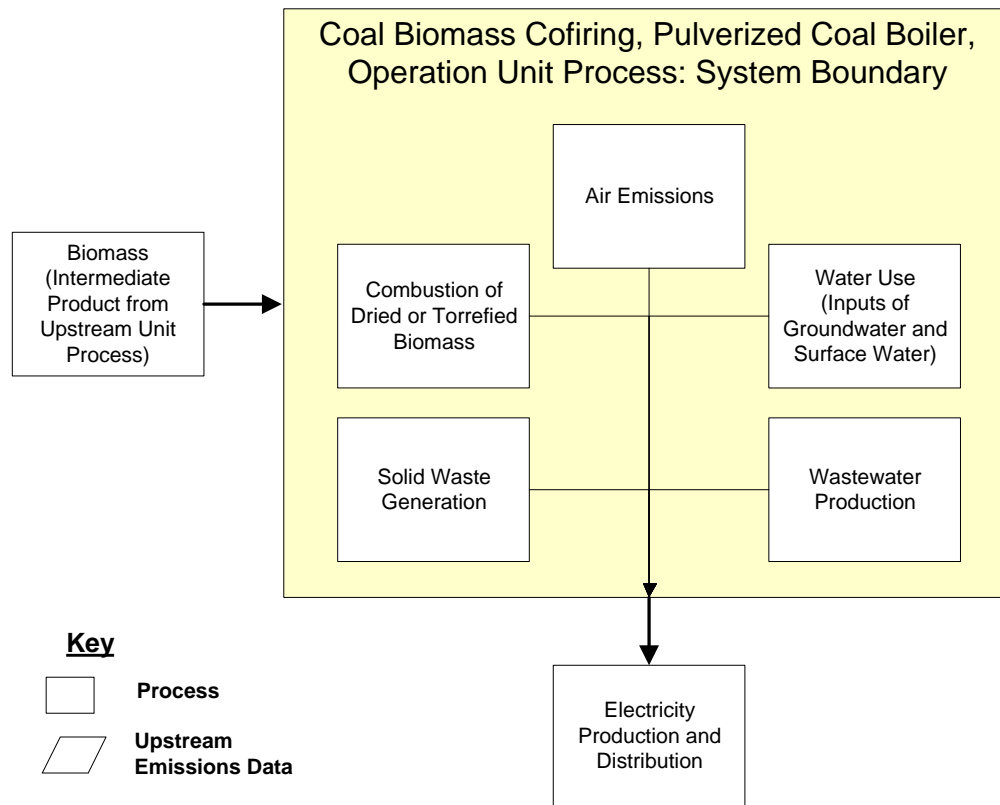 Coal Biomass Cofiring, Pulverized Coal Boiler,
Operation Unit Process: System Boundary
Air Emissions
Biomass
(Intermediate
Product from
Upstream Unit
Process)
Combustion of
Dried or Torrefied
Biomass
Water Use
(Inputs of
Groundwater and
Surface Water)
Solid Waste
Generation
Wastewater
Production
Key
Process
Upstream
Emissions Data
Electricity
Production and
Distribution